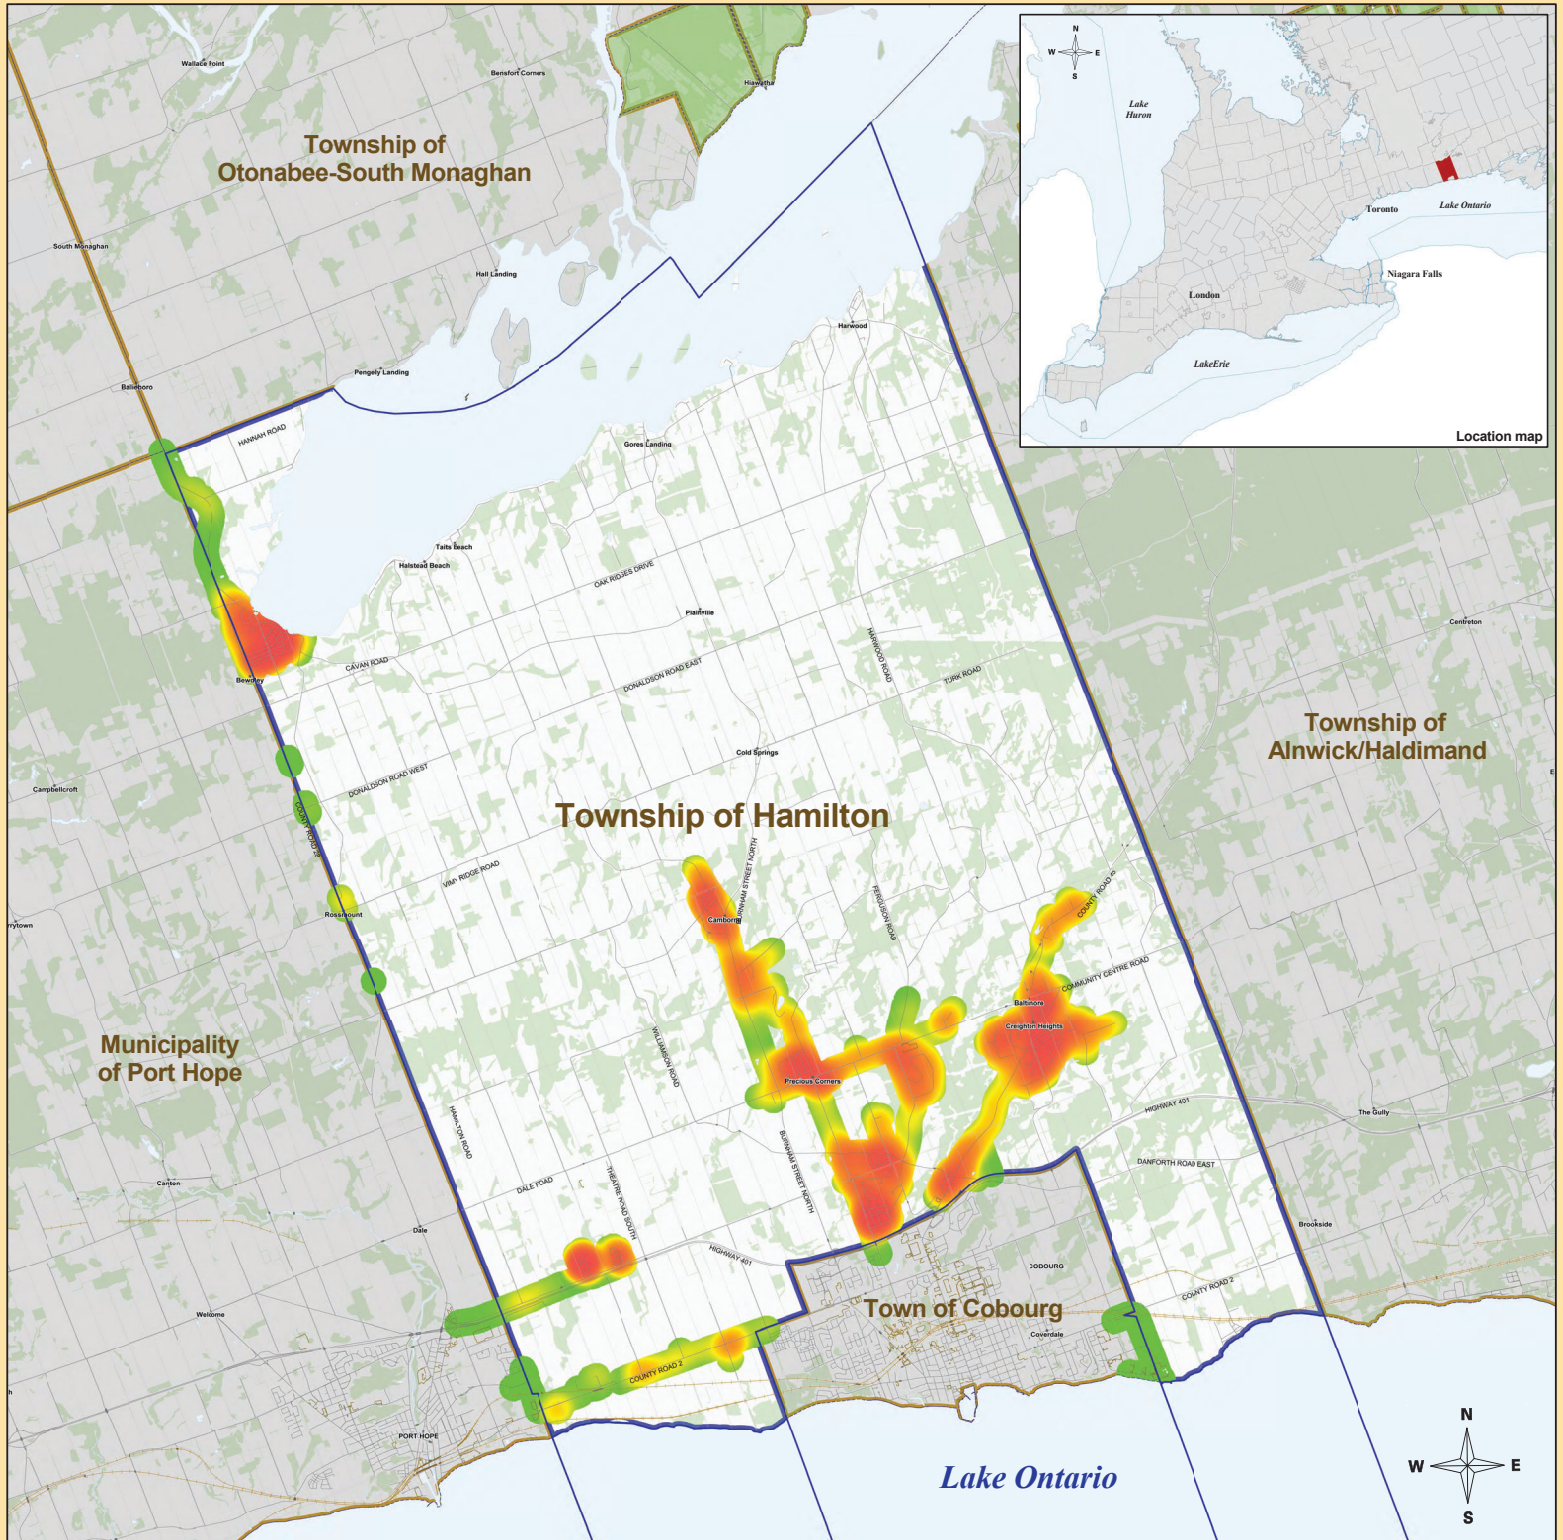 Wallace Point
Bensfort Corners
Hiawatha
Township of
Otonabee-South Monaghan
South Monaghan
Hall Landing
Harwood
Pengely Landing
Bailieboro
HANNAH ROAD
Gores Landing
Taits Beach
Halstead Beach
OAK RIDGES DRIVE
Plainville
CAVAN ROAD
HARWOOD ROAD
DONALDSON ROAD EAST
TURK ROAD
Bewdley
Centreton
Cold Springs
Township of
Alnwick/Haldimand
DONALDSON ROAD WEST
Campbellcroft
COUNTY ROAD 28
Township of Hamilton
VIMY RIDGE ROAD
BURNHAM STREET NORTH
FERGUSON ROAD
COUNTY ROAD
Rossmount
rrytown
Camborne
COMMUNITY CENTRE ROAD
Baltimore
Creightin Heights
Municipality
of Port Hope
WILLIAMSON ROAD
Precious Corners
HIGHWAY 401
The Gully
HAMILTON ROAD
BURNHAM STREET NORTH
DANFORTH ROAD EAST
Canton
DALE ROAD
THEATRE ROAD SOUTH
Dale
Brookside
HIGHWAY 401
COBOURG
COUNTY ROAD 2
Welcome
Town of Cobourg
Coverdale
COUNTY ROAD 2
PORT HOPE
Lake Ontario
N
W E
S
N
W E
S
Lake
Huron
Toronto
Lake Ontario
Niagara Falls
London
LakeErie
Location map